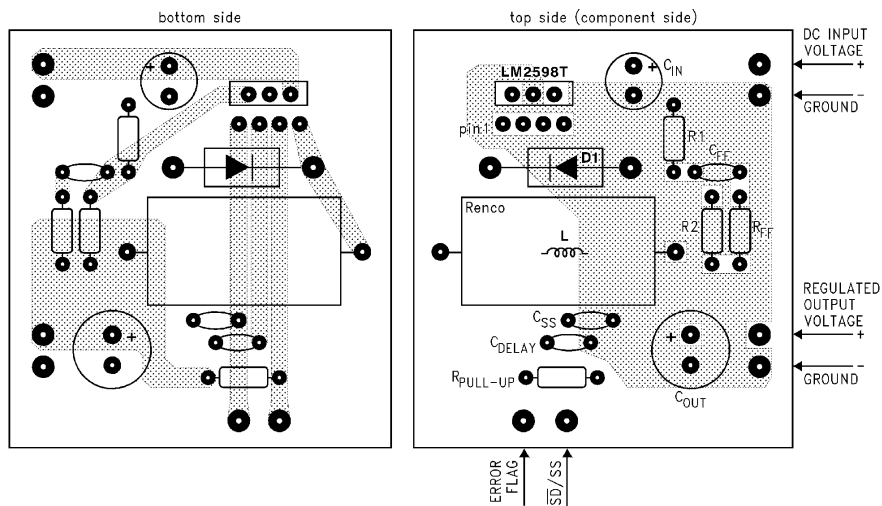 bottom side
top side (component side)
+
LM2598T
+ C_IN
DC INPUT
VOLTAGE
+
−
GROUND
pin1
R1
D1
C_FF
Renco
L
R2
R_FF
C_SS
C_DELAY
+
+
R_PULL-UP
C_OUT
REGULATED
OUTPUT
VOLTAGE
+
−
GROUND
ERROR
FLAG
S̅D̅/SS